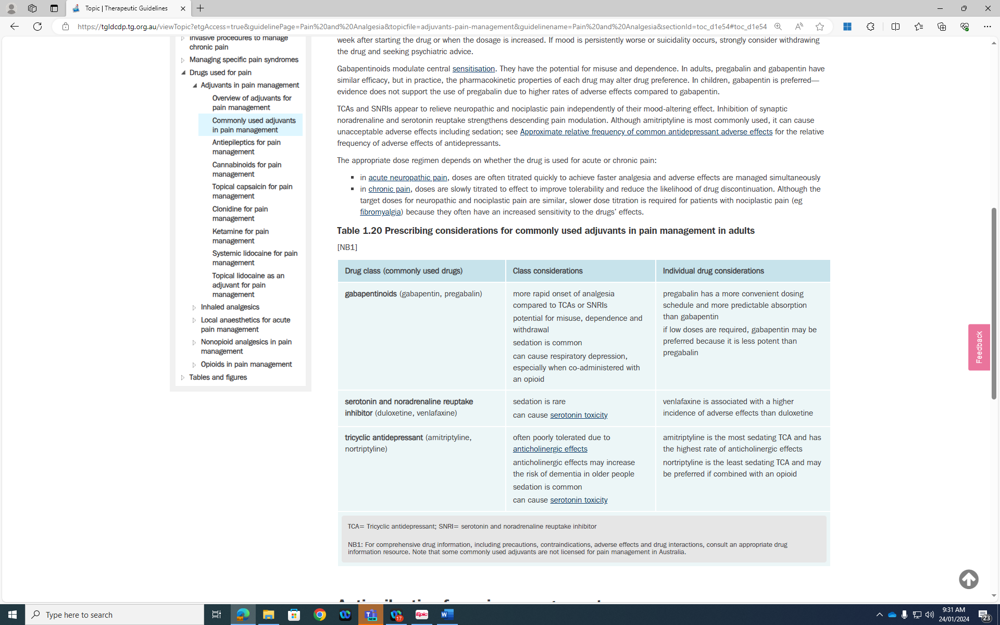 Topic | Therapeutic Guidelines
https://tgldcdp.tg.org.au/viewTopic?etgAccess=true&guidelinePage=Pain%20and%20Analgesia&topicfile=adjuvants-pain-management&guidelinename=Pain%20and%20Analgesia&sectionId=toc_d1e54#toc_d1e54
Invasive procedures to manage
chronic pain
Managing specific pain syndromes
Drugs used for pain
Adjuvants in pain management
Overview of adjuvants for
pain management
Commonly used adjuvants
in pain management
Antiepileptics for pain
management
Cannabinoids for pain
management
Topical capsaicin for pain
management
Clonidine for pain
management
Ketamine for pain
management
Systemic lidocaine for pain
management
Topical lidocaine as an
adjuvant for pain
management
Inhaled analgesics
Local anaesthetics for acute
pain management
Nonopioid analgesics in pain
management
Opioids in pain management
Tables and figures
week after starting the drug or when the dosage is increased. If mood is persistently worse or suicidality occurs, strongly consider withdrawing
the drug and seeking psychiatric advice.
Gabapentinoids modulate central sensitisation. They have the potential for misuse and dependence. In adults, pregabalin and gabapentin have
similar efficacy, but in practice, the pharmacokinetic properties of each drug may alter drug preference. In children, gabapentin is preferred—
evidence does not support the use of pregabalin due to higher rates of adverse effects compared to gabapentin.
TCAs and SNRIs appear to relieve neuropathic and nociplastic pain independently of their mood-altering effect. Inhibition of synaptic
noradrenaline and serotonin reuptake strengthens descending pain modulation. Although amitriptyline is most commonly used, it can cause
unacceptable adverse effects including sedation; see Approximate relative frequency of common antidepressant adverse effects for the relative
frequency of adverse effects of antidepressants.
The appropriate dose regimen depends on whether the drug is used for acute or chronic pain:
in acute neuropathic pain, doses are often titrated quickly to achieve faster analgesia and adverse effects are managed simultaneously
in chronic pain, doses are slowly titrated to effect to improve tolerability and reduce the likelihood of drug discontinuation. Although the
target doses for neuropathic and nociplastic pain are similar, slower dose titration is required for patients with nociplastic pain (eg
fibromyalgia) because they often have an increased sensitivity to the drugs’ effects.
Table 1.20 Prescribing considerations for commonly used adjuvants in pain management in adults
[NB1]
Drug class (commonly used drugs)
Class considerations
Individual drug considerations
gabapentinoids (gabapentin, pregabalin)
more rapid onset of analgesia
compared to TCAs or SNRIs
potential for misuse, dependence and
withdrawal
sedation is common
can cause respiratory depression,
especially when co-administered with
an opioid
pregabalin has a more convenient dosing
schedule and more predictable absorption
than gabapentin
if low doses are required, gabapentin may be
preferred because it is less potent than
pregabalin
serotonin and noradrenaline reuptake
inhibitor (duloxetine, venlafaxine)
sedation is rare
can cause serotonin toxicity
venlafaxine is associated with a higher
incidence of adverse effects than duloxetine
tricyclic antidepressant (amitriptyline,
nortriptyline)
often poorly tolerated due to
anticholinergic effects
anticholinergic effects may increase
the risk of dementia in older people
sedation is common
can cause serotonin toxicity
amitriptyline is the most sedating TCA and has
the highest rate of anticholinergic effects
nortriptyline is the least sedating TCA and may
be preferred if combined with an opioid
TCA= Tricyclic antidepressant; SNRI= serotonin and noradrenaline reuptake inhibitor
NB1: For comprehensive drug information, including precautions, contraindications, adverse effects and drug interactions, consult an appropriate drug
information resource. Note that some commonly used adjuvants are not licensed for pain management in Australia.
Feedback
Type here to search
NEW
17
Epic
9:31 AM
24/01/2024
23